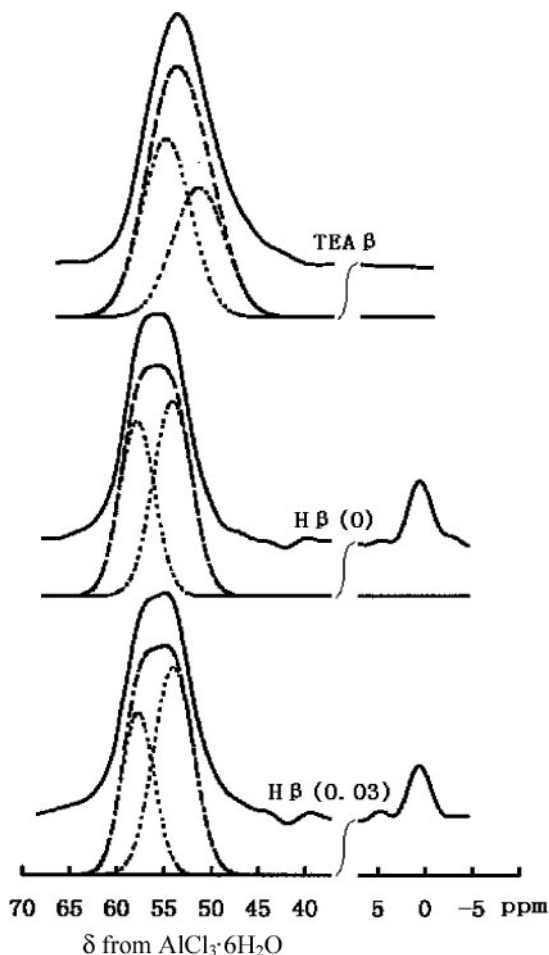 TEA β
H β (0)
H β (0.03)
70 65 60 55 50 45 40 5 0 -5 ppm
δ from AlCl₃·6H₂O